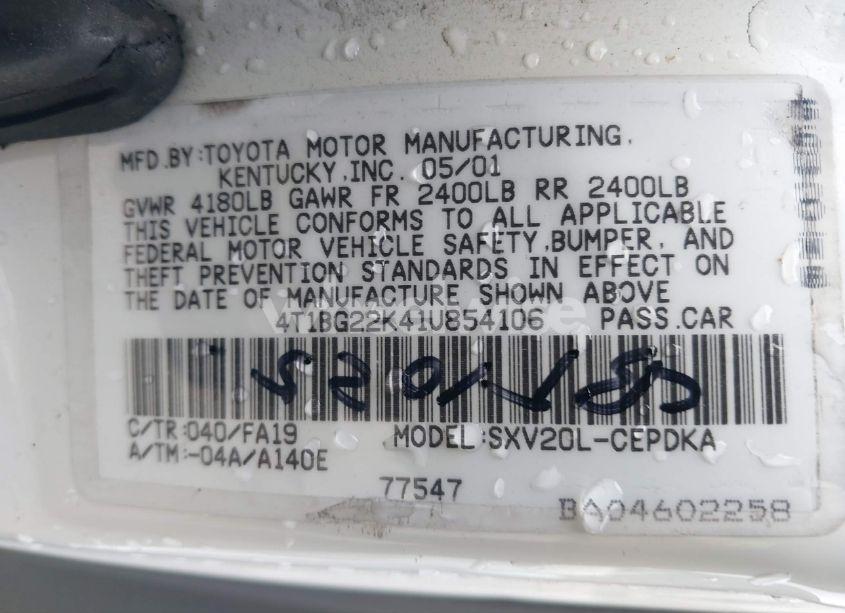 MFD.BY:TOYOTA MOTOR MANUFACTURING,
KENTUCKY,INC. 05/01
GVWR 4180LB GAWR FR 2400LB RR 2400LB
THIS VEHICLE CONFORMS TO ALL APPLICABLE
FEDERAL MOTOR VEHICLE SAFETY,BUMPER, AND
THEFT PREVENTION STANDARDS IN EFFECT ON
THE DATE OF MANUFACTURE SHOWN ABOVE
4T1BG22K41U854106 PASS.CAR
C/TR:040/FA19 MODEL:SXV20L-CEPDKA
A/TM:-04A/A140E
77547
BA04602258